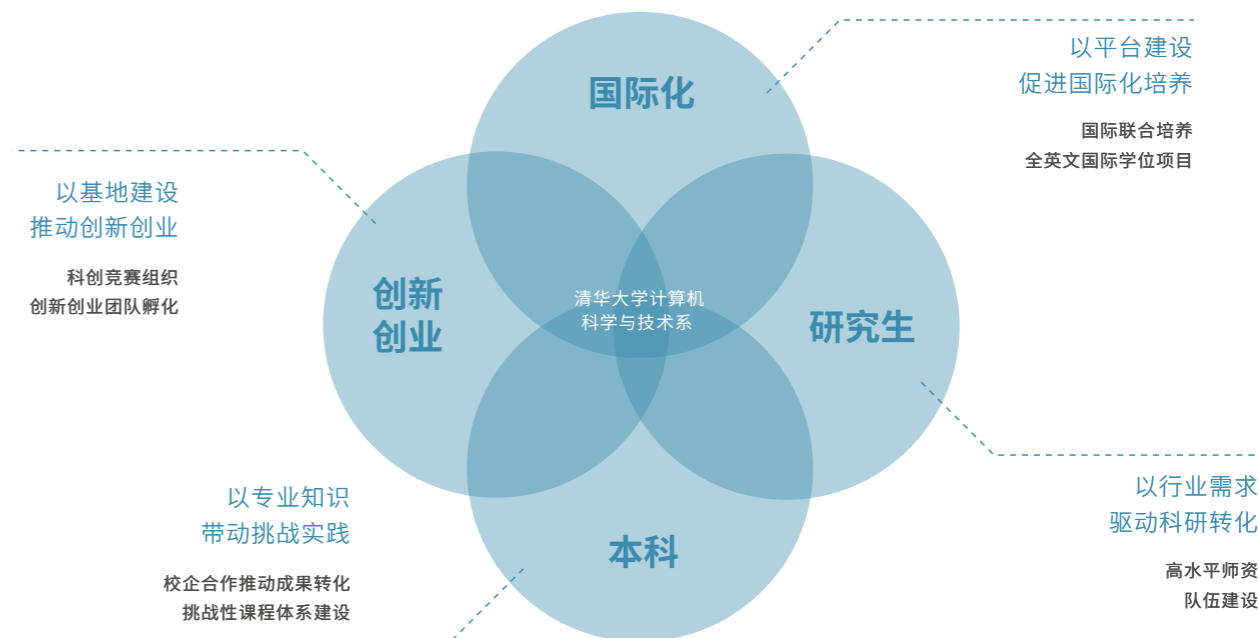 国际化
以平台建设
促进国际化培养
国际联合培养
全英文国际学位项目
以基地建设
推动创新创业
科创竞赛组织
创新创业团队孵化
创新
创业
清华大学计算机
科学与技术系
研究生
以行业需求
驱动科研转化
高水平师资
队伍建设
以专业知识
带动挑战实践
校企合作推动成果转化
挑战性课程体系建设
本科